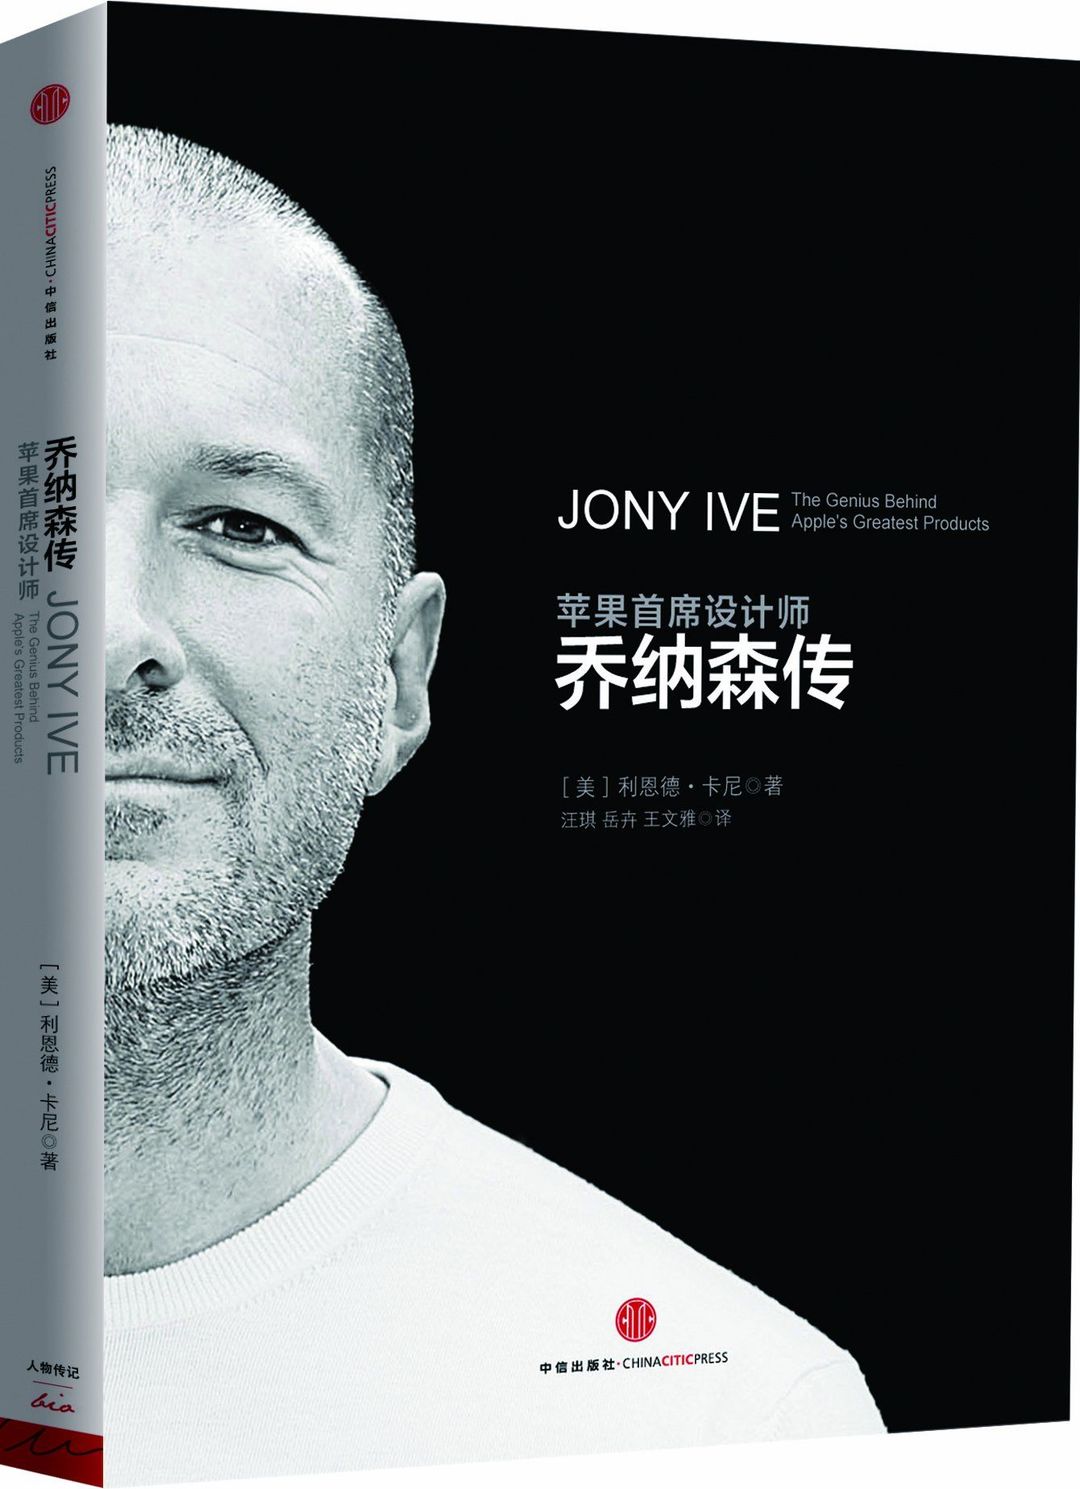 中信出版社·CHINACITICPRESS
乔纳森传 JONY IVE
苹果首席设计师 The Genius Behind
Apple's Greatest Products
[美]利恩德·卡尼◎著
人物传记
bio
JONY IVE The Genius Behind
Apple's Greatest Products
苹果首席设计师
乔纳森传
[美]利恩德·卡尼◎著
汪琪 岳卉 王文雅◎译
中信出版社·CHINACITICPRESS